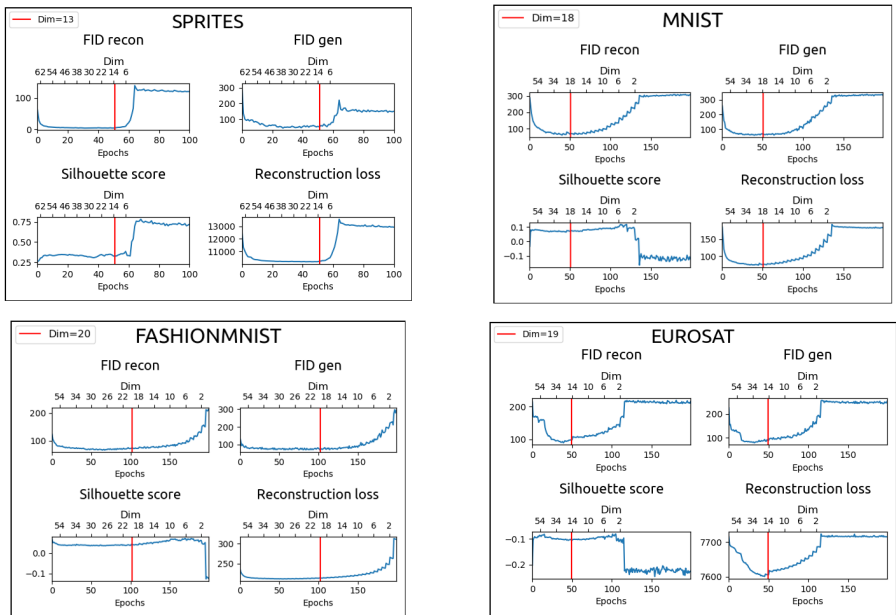 Dim=13
SPRITES
FID recon
FID gen
Dim
Dim
62 54 46 38 30 22 14 6
62 54 46 38 30 22 14 6
100
0
300
200
100
0 20 40 60 80 100
0 20 40 60 80 100
Epochs
Epochs
Silhouette score
Reconstruction loss
Dim
Dim
62 54 46 38 30 22 14 6
62 54 46 38 30 22 14 6
0.75
0.50
0.25
13000
12000
11000
0 20 40 60 80 100
0 20 40 60 80 100
Epochs
Epochs
Dim=18
MNIST
FID recon
FID gen
Dim
Dim
54 34 24 18 14 10 6 2
54 34 24 18 14 10 6 2
300
200
100
300
200
100
0 50 100 150
0 50 100 150
Epochs
Epochs
Silhouette score
Reconstruction loss
Dim
Dim
54 34 24 18 14 10 6 2
54 34 24 18 14 10 6 2
0.1
0.0
−0.1
150
100
0 50 100 150
0 50 100 150
Epochs
Epochs
Dim=20
FASHIONMNIST
FID recon
FID gen
Dim
Dim
54 34 30 26 22 18 14 10 6 2
54 34 30 26 22 18 14 10 6 2
200
100
300
200
100
0 50 100 150
0 50 100 150
Epochs
Epochs
Silhouette score
Reconstruction loss
Dim
Dim
54 34 30 26 22 18 14 10 6 2
54 34 30 26 22 18 14 10 6 2
0.0
−0.1
300
250
0 50 100 150
0 50 100 150
Epochs
Epochs
Dim=19
EUROSAT
FID recon
FID gen
Dim
Dim
54 34 24 14 10 6 2
54 34 24 14 10 6 2
200
100
200
100
0 50 100 150
0 50 100 150
Epochs
Epochs
Silhouette score
Reconstruction loss
Dim
Dim
54 34 24 14 10 6 2
54 34 24 14 10 6 2
−0.1
−0.2
7700
7600
0 50 100 150
0 50 100 150
Epochs
Epochs